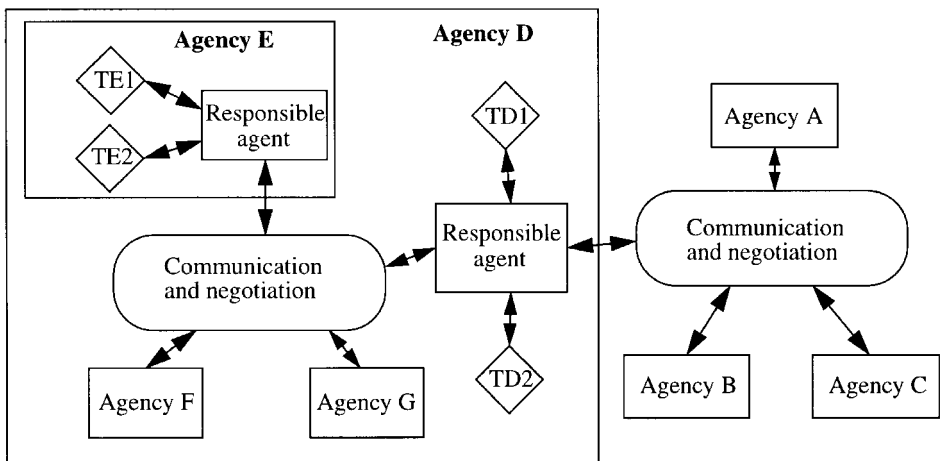 Agency E
Agency D
TE1
Responsible
agent
TE2
TD1
Agency A
Responsible
agent
Communication
and negotiation
Communication
and negotiation
TD2
Agency F
Agency G
Agency B
Agency C